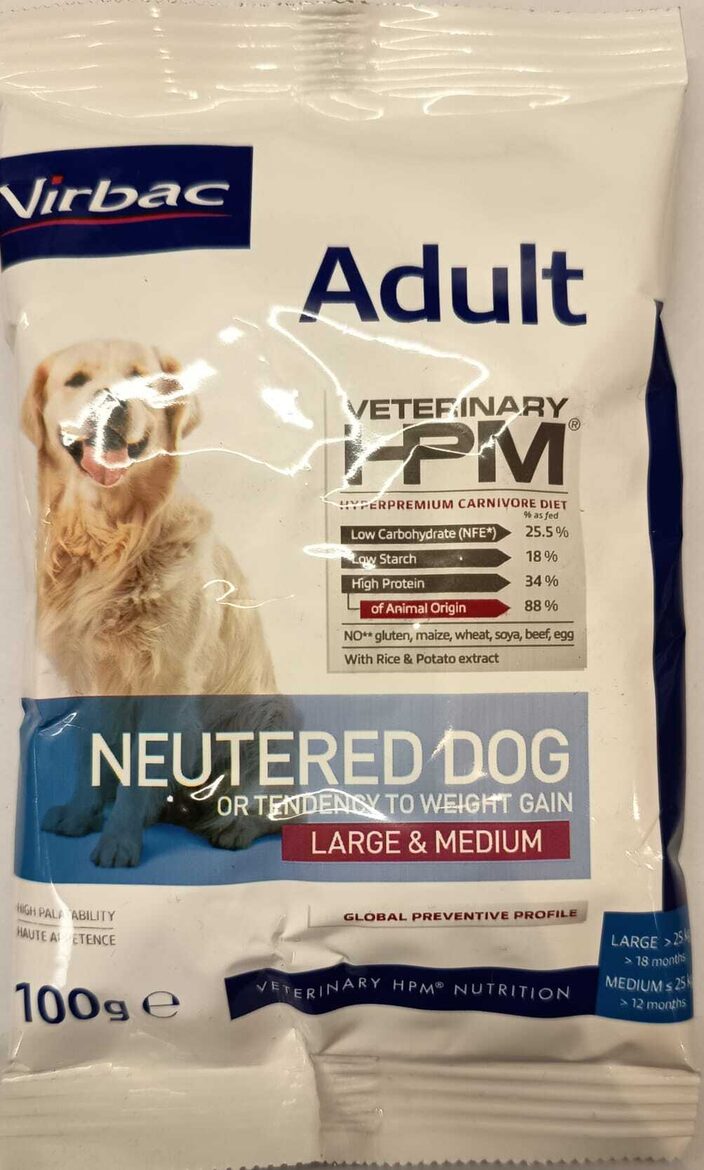 Virbac
Adult
VETERINARY
HPM®
HYPERPREMIUM CARNIVORE DIET
% as fed
Low Carbohydrate (NFE*) 25.5 %
Low Starch 18 %
High Protein 34 %
of Animal Origin 88 %
NO** gluten, maize, wheat, soya, beef, egg
With Rice & Potato extract
NEUTERED DOG
OR TENDENCY TO WEIGHT GAIN
LARGE & MEDIUM
HIGH PALATABILITY
HAUTE
GLOBAL PREVENTIVE PROFILE
LARGE > 25
> 18 months
MEDIUM ≤ 25
> 12 months
100g ℮
VETERINARY HPM® NUTRITION